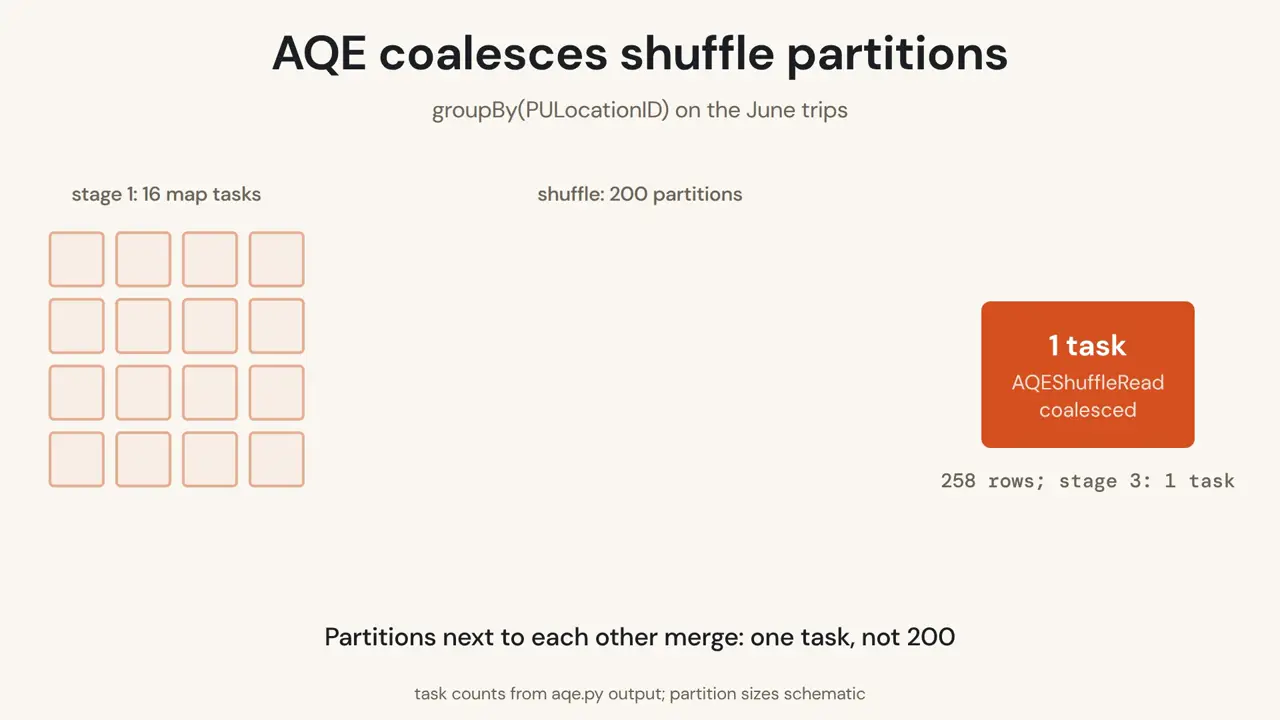 AQE coalesces shuffle partitions
groupBy(PULocationID) on the June trips
stage 1: 16 map tasks
shuffle: 200 partitions
1 task
AQEShuffleRead
coalesced
258 rows; stage 3: 1 task
Partitions next to each other merge: one task, not 200
task counts from aqe.py output; partition sizes schematic